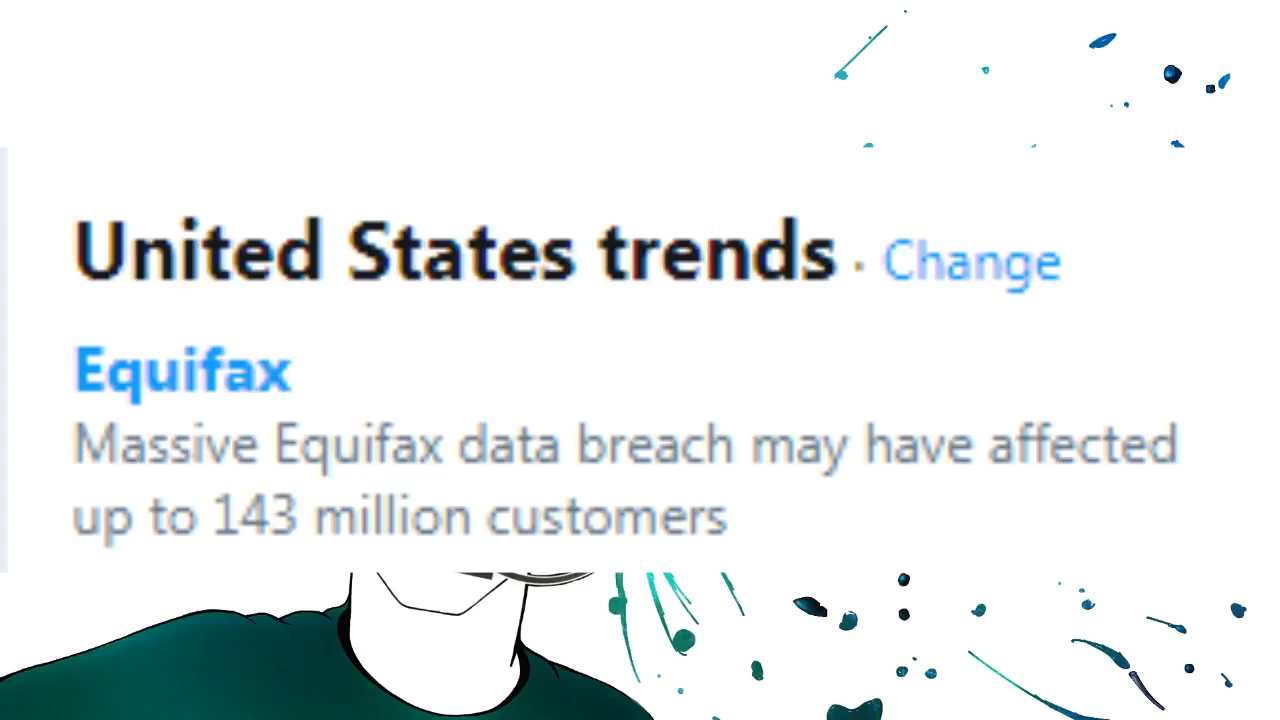 United States trends · Change
Equifax
Massive Equifax data breach may have affected
up to 143 million customers